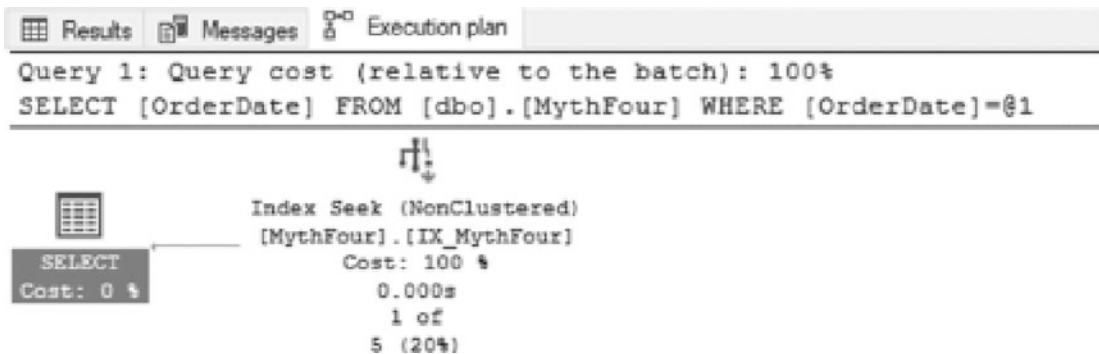 Results Messages Execution plan
Query 1: Query cost (relative to the batch): 100%
SELECT [OrderDate] FROM [dbo].[MythFour] WHERE [OrderDate]=@1
Index Seek (NonClustered)
[MythFour].[IX_MythFour]
SELECT Cost: 100 %
Cost: 0 % 0.000s
1 of
5 (20%)